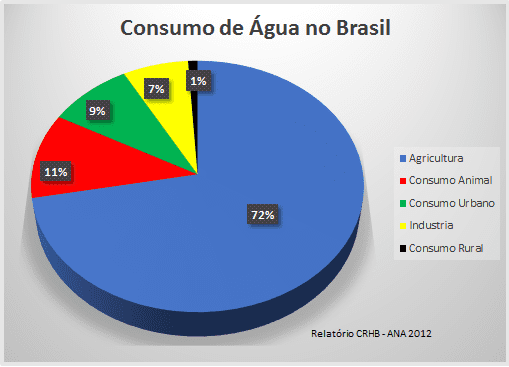 Consumo de Água no Brasil
1%
7%
9%
11%
72%
Agricultura
Consumo Animal
Consumo Urbano
Industria
Consumo Rural
Relatório CRHB - ANA 2012